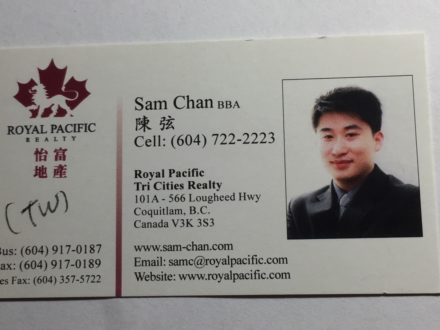 ROYAL PACIFIC
REALTY
怡富
地產
(TW)
Bus: (604) 917-0187
Fax: (604) 917-0189
es Fax: (604) 357-5722
Sam Chan BBA
陳 弦
Cell: (604) 722-2223
Royal Pacific
Tri Cities Realty
101A - 566 Lougheed Hwy
Coquitlam, B.C.
Canada V3K 3S3
www.sam-chan.com
Email: samc@royalpacific.com
Website: www.royalpacific.com